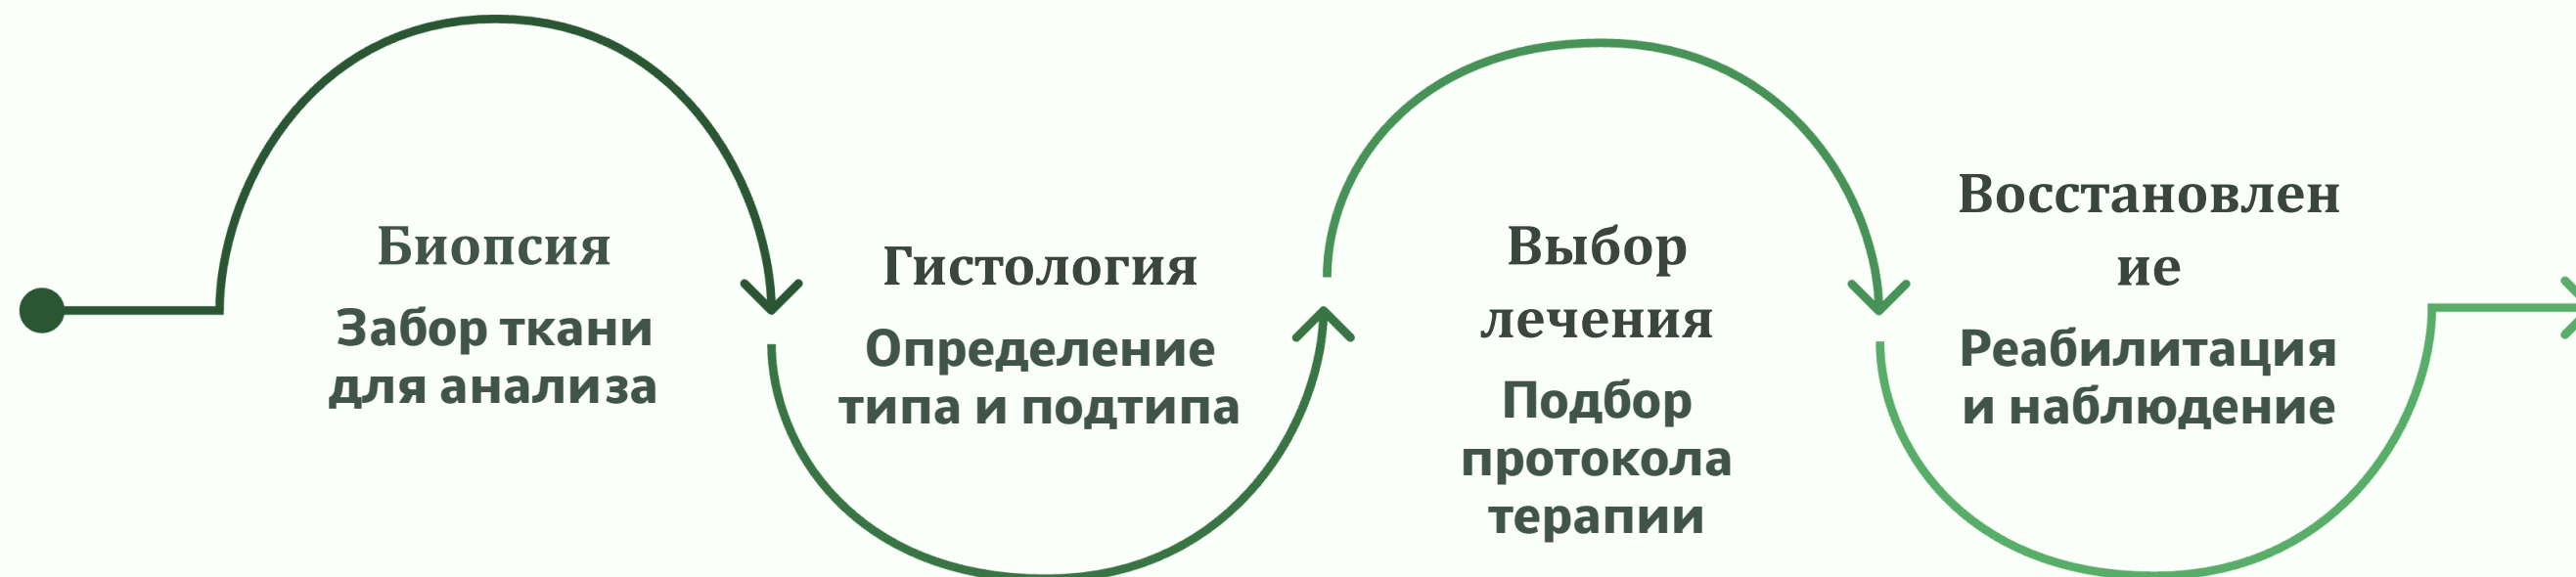 Биопсия
Забор ткани
для анализа
Гистология
Определение
типа и подтипа
Выбор
лечения
Подбор
протокола
терапии
Восстановлен
ие
Реабилитация
и наблюдение